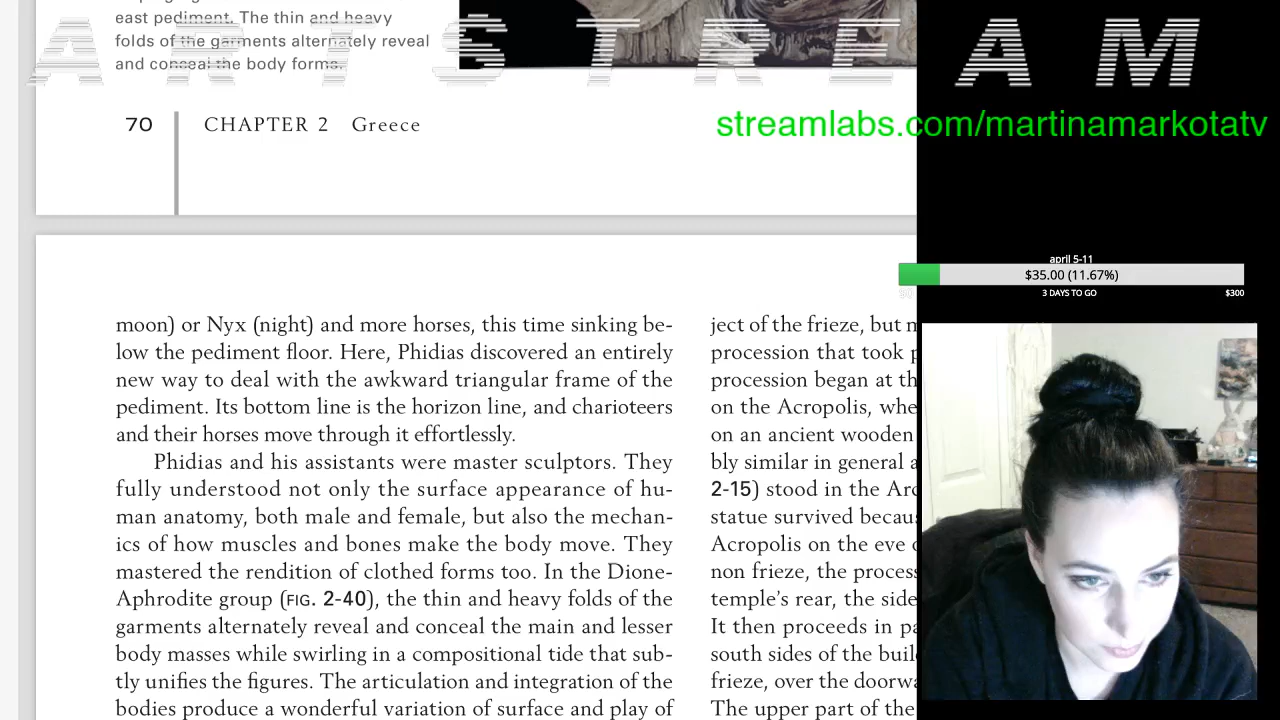 east pediment. The thin and heavy
folds of the garments alternately reveal
and conceal the body forms.
ART STREAM
70 CHAPTER 2 Greece
streamlabs.com/martinamarkotatv
april 5-11
$35.00 (11.67%)
3 DAYS TO GO $300
moon) or Nyx (night) and more horses, this time sinking be-
low the pediment floor. Here, Phidias discovered an entirely
new way to deal with the awkward triangular frame of the
pediment. Its bottom line is the horizon line, and charioteers
and their horses move through it effortlessly.
Phidias and his assistants were master sculptors. They
fully understood not only the surface appearance of hu-
man anatomy, both male and female, but also the mechan-
ics of how muscles and bones make the body move. They
mastered the rendition of clothed forms too. In the Dione-
Aphrodite group (FIG. 2-40), the thin and heavy folds of the
garments alternately reveal and conceal the main and lesser
body masses while swirling in a compositional tide that sub-
tly unifies the figures. The articulation and integration of the
bodies produce a wonderful variation of surface and play of
ject of the frieze, but
procession that took
procession began at
on the Acropolis,
on an ancient wooden
bly similar in general
2-15) stood in the
statue survived
Acropolis on the eve
non frieze, the
temple's rear, the
It then proceeds in
south sides of the
frieze, over the
The upper part of the